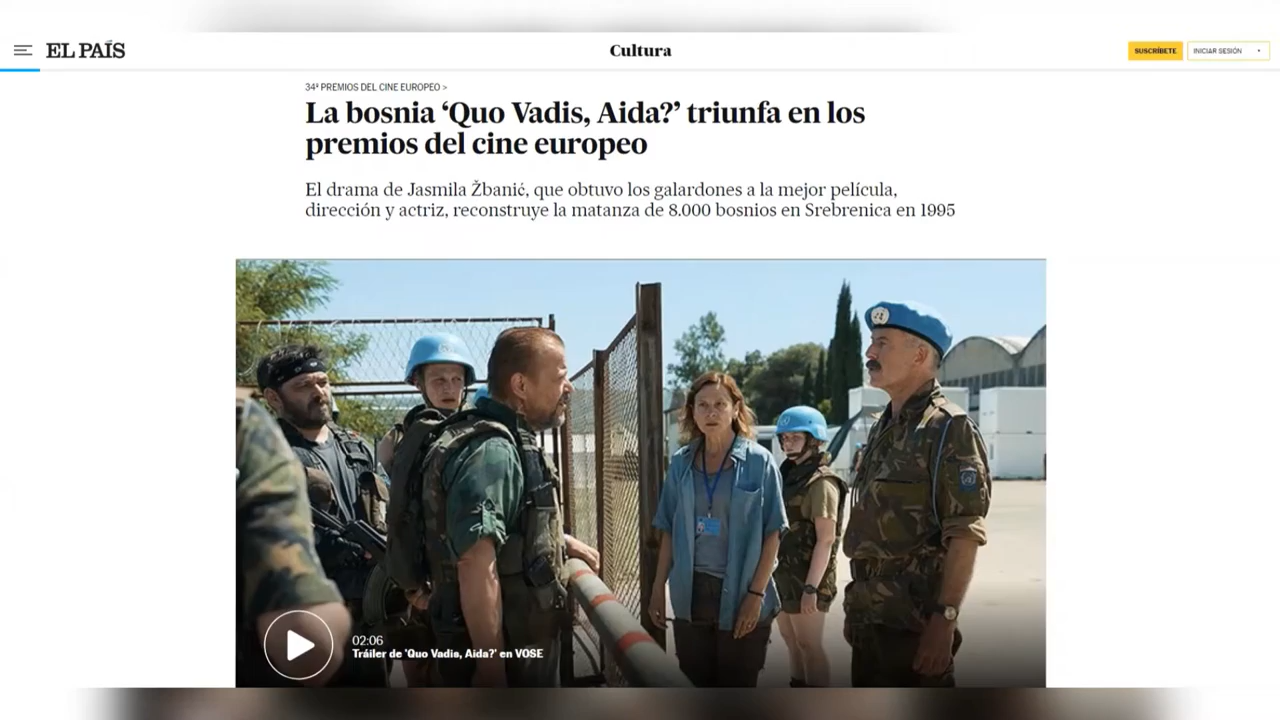 EL PAÍS
Cultura
SUSCRÍBETE
INICIAR SESIÓN
34º PREMIOS DEL CINE EUROPEO >
La bosnia ‘Quo Vadis, Aida?’ triunfa en los
premios del cine europeo
El drama de Jasmila Žbanić, que obtuvo los galardones a la mejor película,
dirección y actriz, reconstruye la matanza de 8.000 bosnios en Srebrenica en 1995
02:06
Tráiler de 'Quo Vadis, Aida?' en VOSE